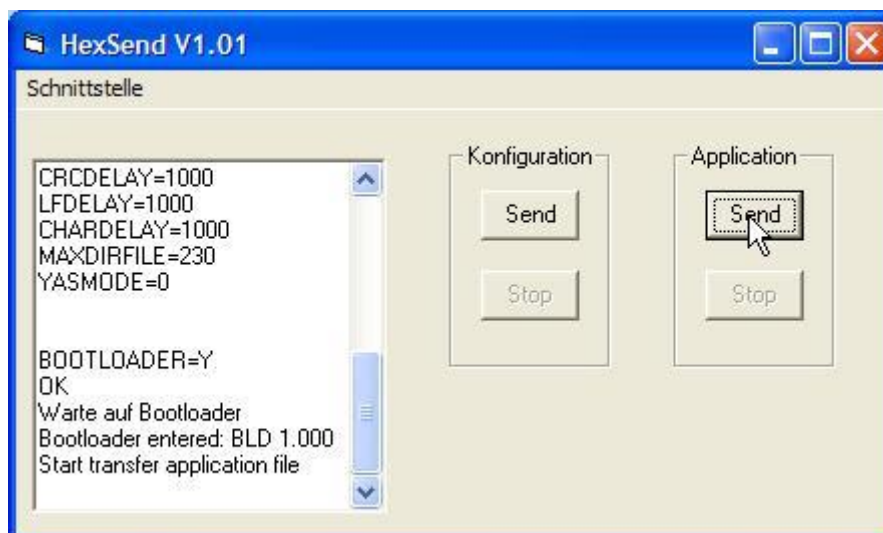 HexSend V1.01
Schnittstelle
CRCDELAY=1000
LFDELAY=1000
CHARDELAY=1000
MAXDIRFILE=230
YASMODE=0
BOOTLOADER=Y
OK
Warte auf Bootloader
Bootloader entered: BLD 1.000
Start transfer application file
Konfiguration
Send
Stop
Application
Send
Stop